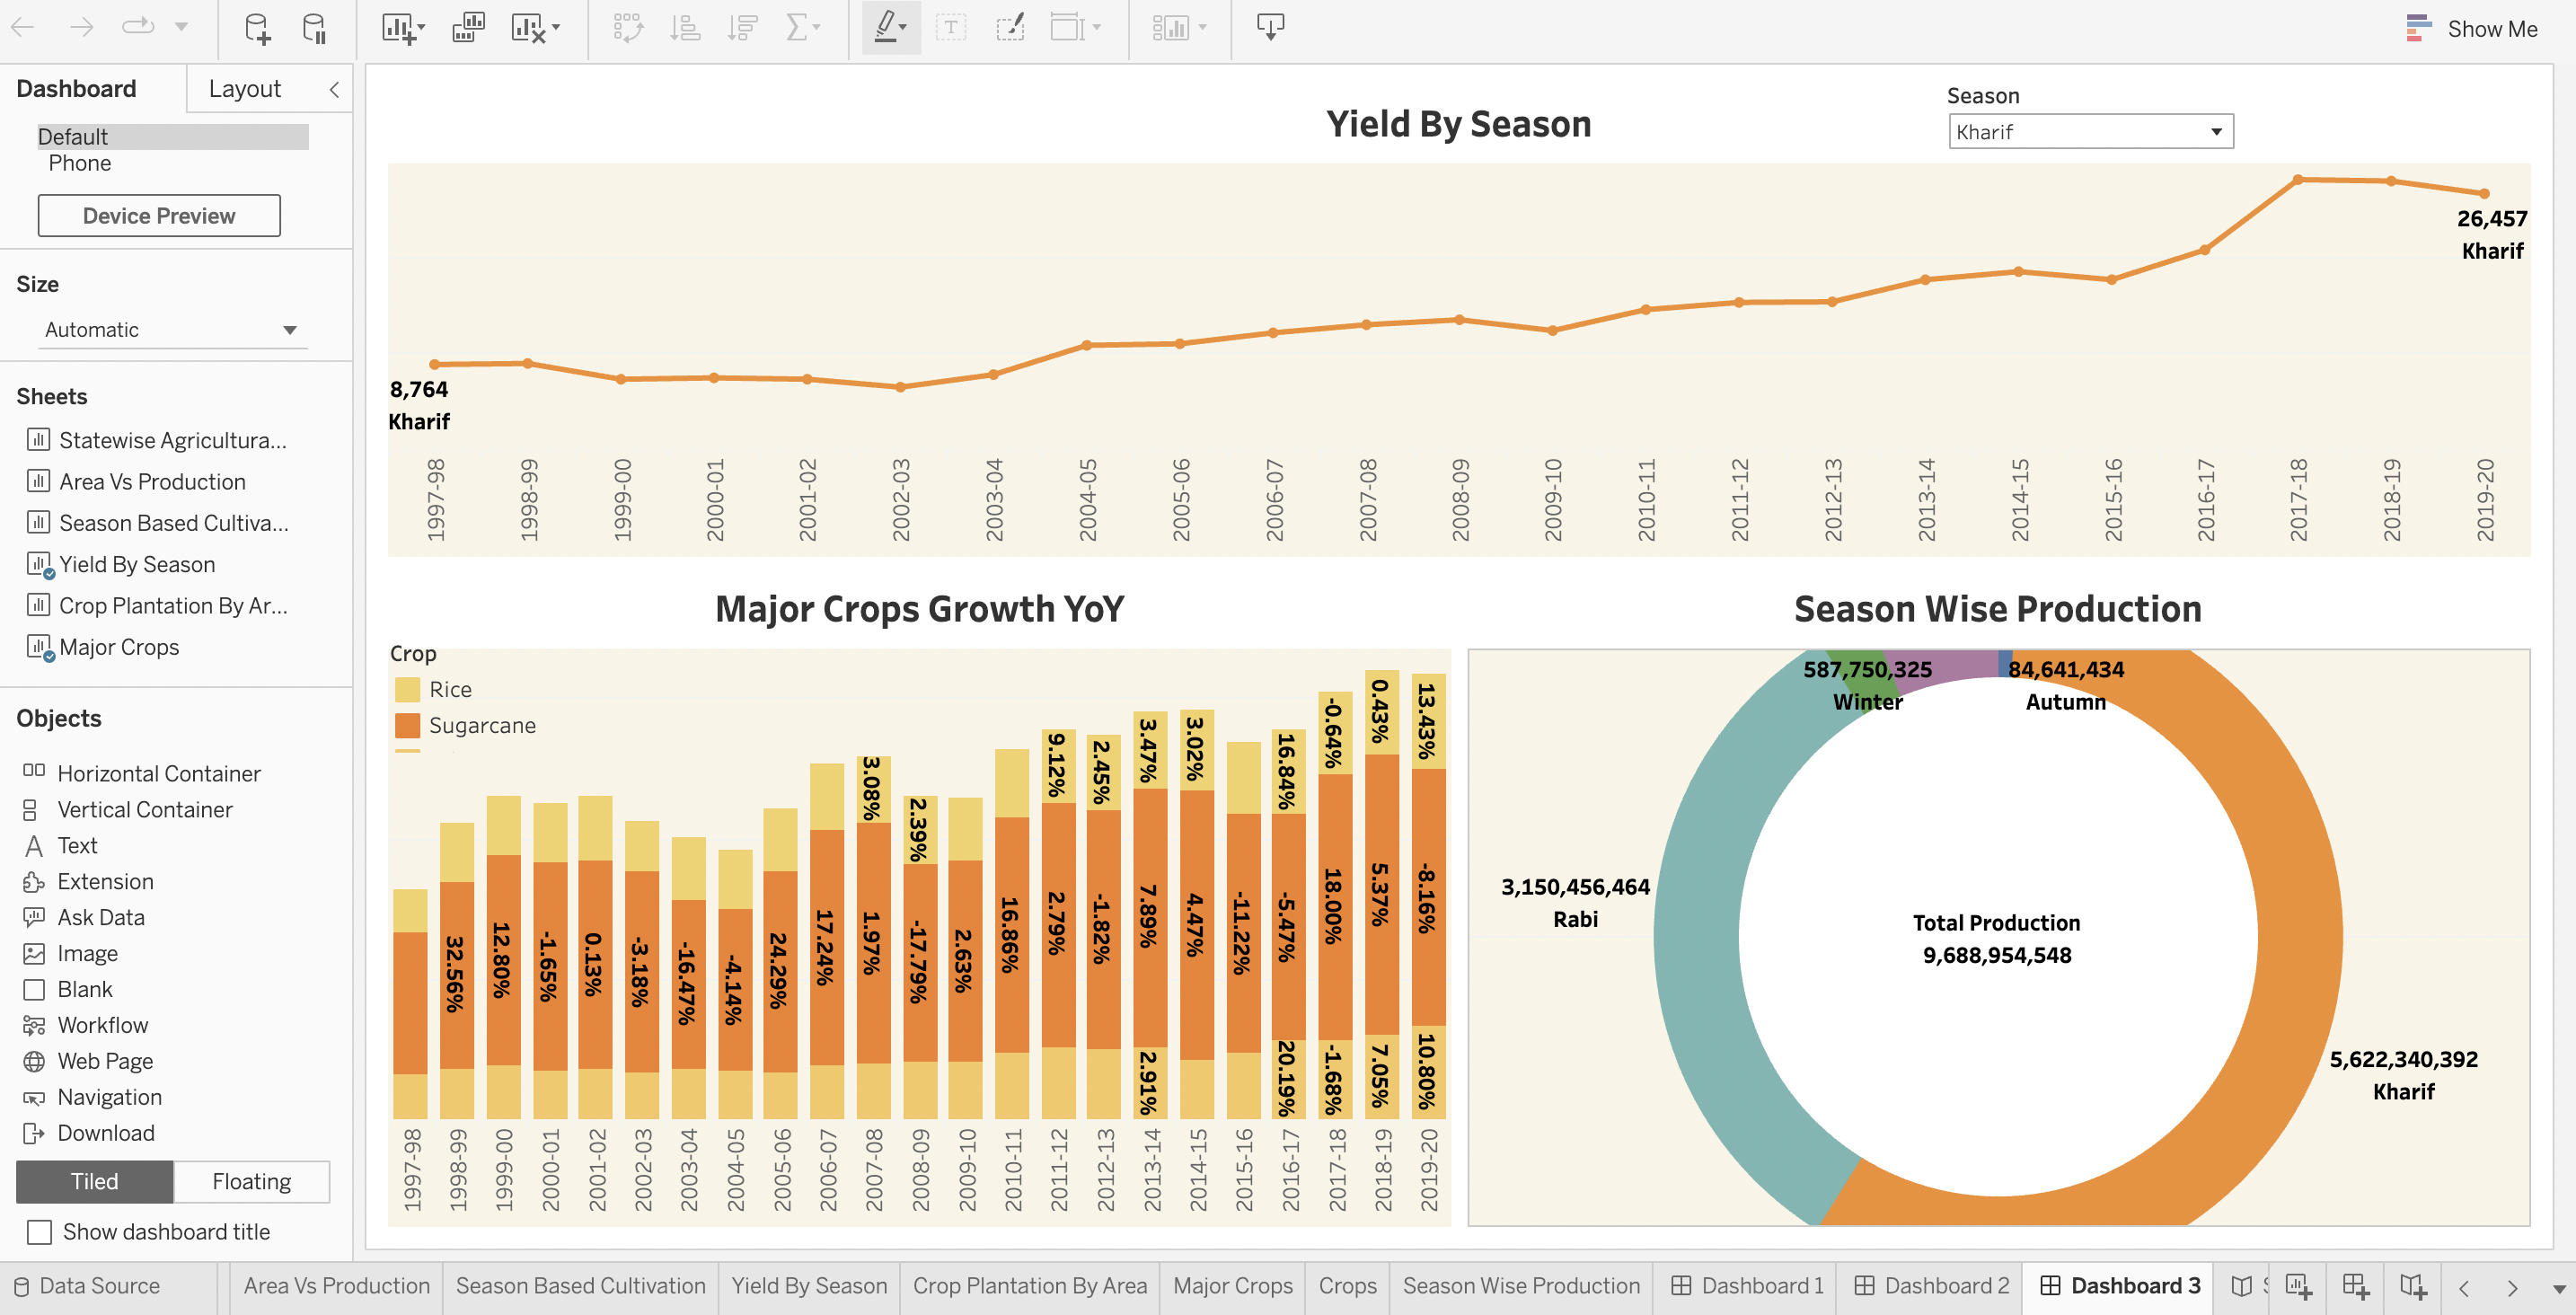 Show Me
Dashboard
Layout
Default
Phone
Device Preview
Size
Automatic
Sheets
Statewise Agricultura...
Area Vs Production
Season Based Cultiva...
Yield By Season
Crop Plantation By Ar...
Major Crops
Objects
Horizontal Container
Vertical Container
Text
Extension
Ask Data
Image
Blank
Workflow
Web Page
Navigation
Download
Tiled
Floating
Show dashboard title
Yield By Season
Season
Kharif
8,764
Kharif
26,457
Kharif
1997-98
1998-99
1999-00
2000-01
2001-02
2002-03
2003-04
2004-05
2005-06
2006-07
2007-08
2008-09
2009-10
2010-11
2011-12
2012-13
2013-14
2014-15
2015-16
2016-17
2017-18
2018-19
2019-20
Major Crops Growth YoY
Crop
Rice
Sugarcane
3.08%
2.39%
9.12%
2.45%
3.47%
3.02%
16.84%
-0.64%
0.43%
13.43%
32.56%
12.80%
-1.65%
0.13%
-3.18%
-16.47%
-4.14%
24.29%
17.24%
1.97%
-17.79%
2.63%
16.86%
2.79%
-1.82%
7.89%
4.47%
-11.22%
-5.47%
18.00%
5.37%
-8.16%
2.91%
20.19%
-1.68%
7.05%
10.80%
1997-98
1998-99
1999-00
2000-01
2001-02
2002-03
2003-04
2004-05
2005-06
2006-07
2007-08
2008-09
2009-10
2010-11
2011-12
2012-13
2013-14
2014-15
2015-16
2016-17
2017-18
2018-19
2019-20
Season Wise Production
587,750,325
Winter
84,641,434
Autumn
3,150,456,464
Rabi
Total Production
9,688,954,548
5,622,340,392
Kharif
Data Source
Area Vs Production
Season Based Cultivation
Yield By Season
Crop Plantation By Area
Major Crops
Crops
Season Wise Production
Dashboard 1
Dashboard 2
Dashboard 3